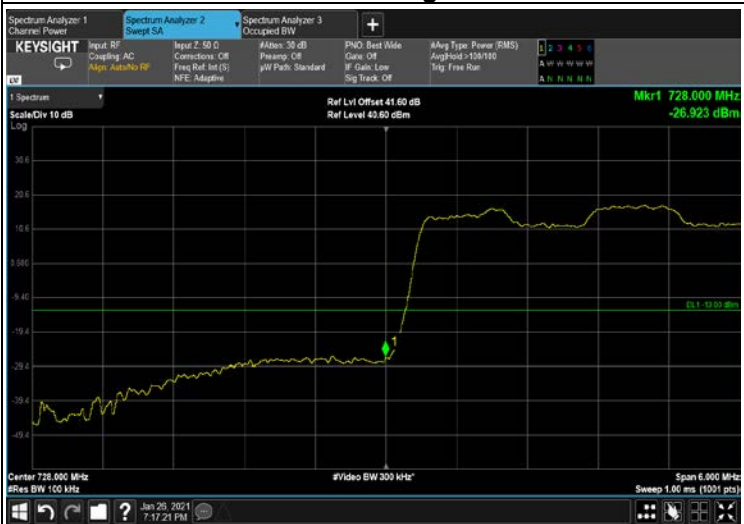 Spectrum Analyzer 1
Channel Power
Spectrum Analyzer 2
Swept SA
Spectrum Analyzer 3
Occupied BW
+
KEYSIGHT
Input: RF
Coupling: AC
Align: Auto/No RF
Input Z: 50 Ω
Corrections: Off
Freq Ref: Int (S)
NFE: Adaptive
#Atten: 30 dB
Preamp: Off
µW Path: Standard
PNO: Best Wide
Gate: Off
IF Gain: Low
Sig Track: Off
#Avg Type: Power (RMS)
Avg|Hold >100/100
Trig: Free Run
1 2 3 4 5 6
A W W W W W
A N N N N N
1 Spectrum
Scale/Div 10 dB
Log
Ref Lvl Offset 41.60 dB
Ref Level 40.60 dBm
Mkr1 728.000 MHz
-26.923 dBm
30.6
20.6
10.6
0.600
-9.40
DL1 -13.00 dBm
-19.4
1
-29.4
-39.4
-49.4
Center 728.000 MHz
#Res BW 100 kHz
#Video BW 300 kHz*
Span 6.000 MHz
Sweep 1.00 ms (1001 pts)
?
Jan 26, 2021
7:17:21 PM